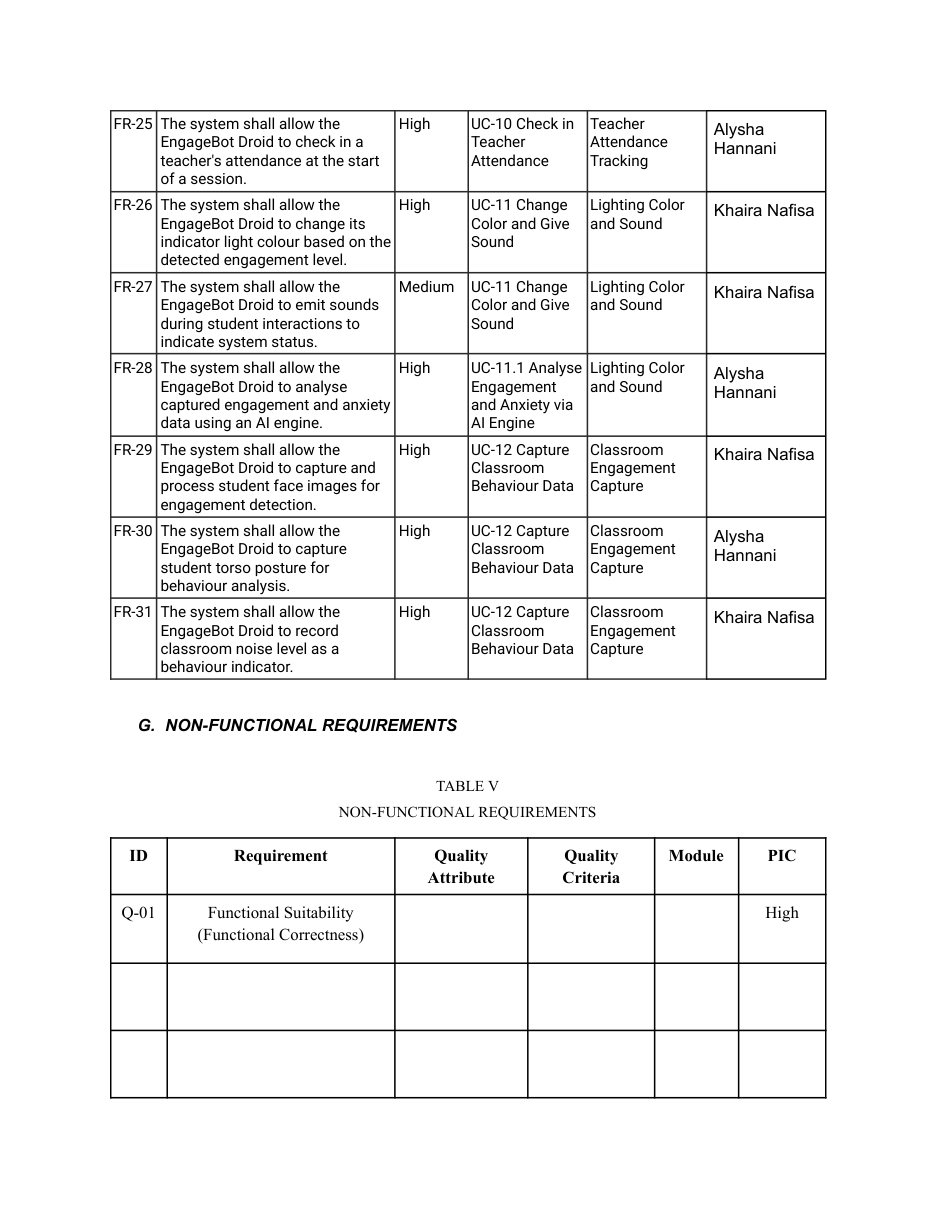 FR-25 The system shall allow the High UC-10 Check in Teacher Alysha
EngageBot Droid to check in a Teacher Attendance Hannani
teacher's attendance at the start Attendance Tracking
of a session.
FR-26 The system shall allow the High UC-11 Change Lighting Color Khaira Nafisa
EngageBot Droid to change its Color and Give and Sound
indicator light colour based on the Sound
detected engagement level.
FR-27 The system shall allow the Medium UC-11 Change Lighting Color Khaira Nafisa
EngageBot Droid to emit sounds Color and Give and Sound
during student interactions to Sound
indicate system status.
FR-28 The system shall allow the High UC-11.1 Analyse Lighting Color Alysha
EngageBot Droid to analyse Engagement and Sound Hannani
captured engagement and anxiety and Anxiety via
data using an AI engine. AI Engine
FR-29 The system shall allow the High UC-12 Capture Classroom Khaira Nafisa
EngageBot Droid to capture and Classroom Engagement
process student face images for Behaviour Data Capture
engagement detection.
FR-30 The system shall allow the High UC-12 Capture Classroom Alysha
EngageBot Droid to capture Classroom Engagement Hannani
student torso posture for Behaviour Data Capture
behaviour analysis.
FR-31 The system shall allow the High UC-12 Capture Classroom Khaira Nafisa
EngageBot Droid to record Classroom Engagement
classroom noise level as a Behaviour Data Capture
behaviour indicator.
G. NON-FUNCTIONAL REQUIREMENTS
TABLE V
NON-FUNCTIONAL REQUIREMENTS
ID Requirement Quality Quality Module PIC
Attribute Criteria
Q-01 Functional Suitability High
(Functional Correctness)